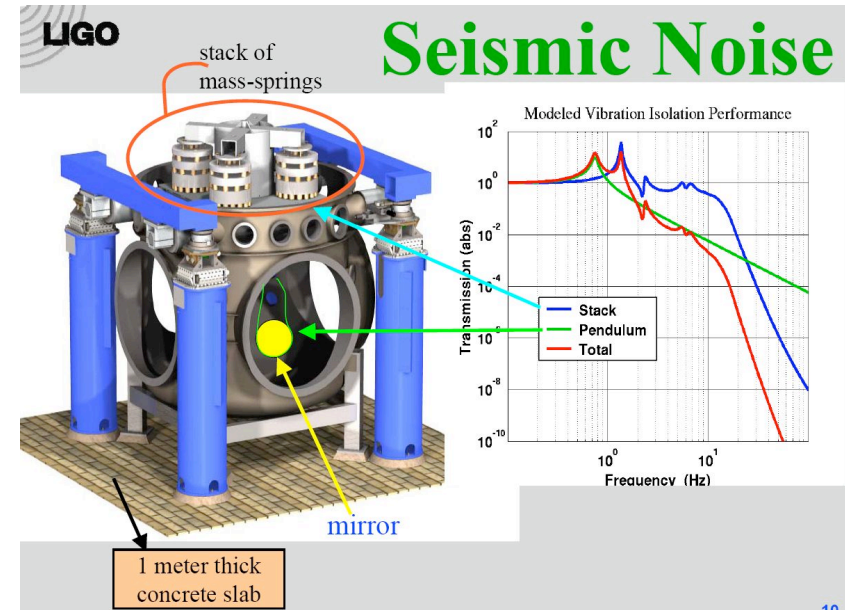 LIGO
Seismic Noise
stack of
mass-springs
Modeled Vibration Isolation Performance
Transmission (abs)
10^2
10^0
10^-2
10^-4
10^-6
10^-8
10^-10
Stack
Pendulum
Total
10^0
10^1
Frequency (Hz)
mirror
1 meter thick
concrete slab
10